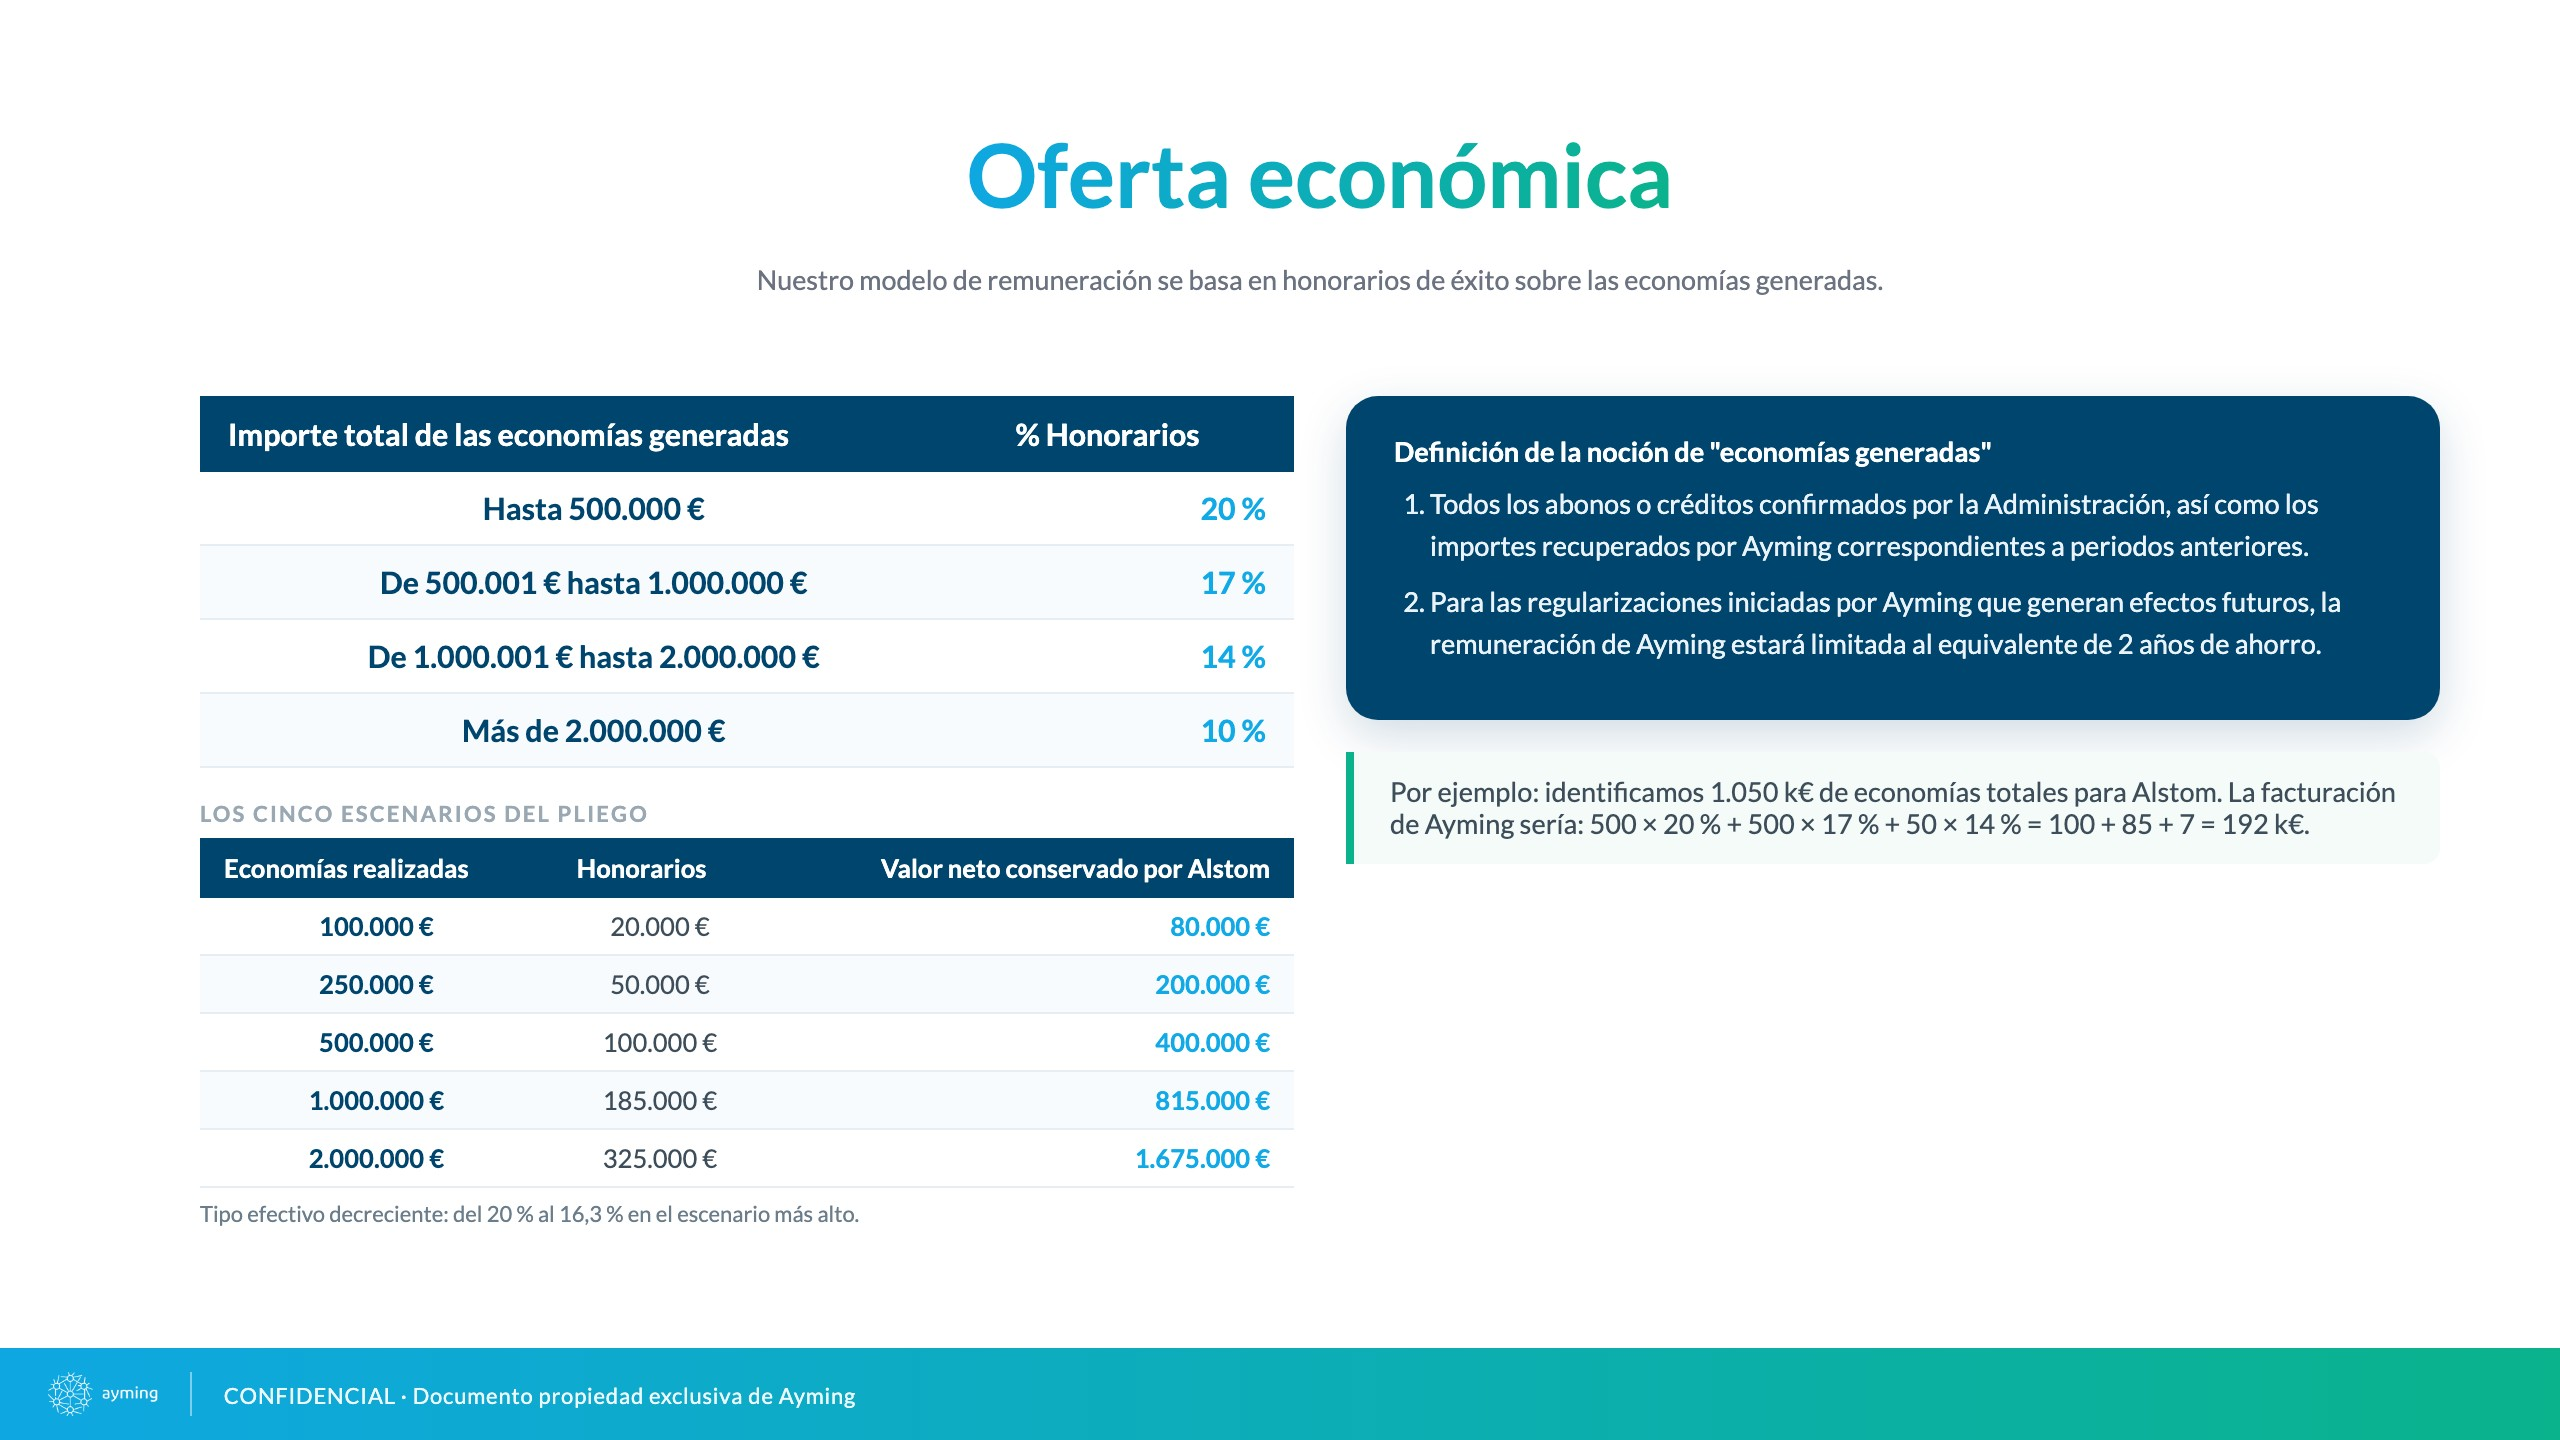 Oferta económica
Nuestro modelo de remuneración se basa en honorarios de éxito sobre las economías generadas.
Importe total de las economías generadas % Honorarios
Hasta 500.000 € 20 %
De 500.001 € hasta 1.000.000 € 17 %
De 1.000.001 € hasta 2.000.000 € 14 %
Más de 2.000.000 € 10 %
LOS CINCO ESCENARIOS DEL PLIEGO
Economías realizadas Honorarios Valor neto conservado por Alstom
100.000 € 20.000 € 80.000 €
250.000 € 50.000 € 200.000 €
500.000 € 100.000 € 400.000 €
1.000.000 € 185.000 € 815.000 €
2.000.000 € 325.000 € 1.675.000 €
Tipo efectivo decreciente: del 20 % al 16,3 % en el escenario más alto.
Definición de la noción de "economías generadas"
1. Todos los abonos o créditos confirmados por la Administración, así como los
importes recuperados por Ayming correspondientes a periodos anteriores.
2. Para las regularizaciones iniciadas por Ayming que generan efectos futuros, la
remuneración de Ayming estará limitada al equivalente de 2 años de ahorro.
Por ejemplo: identificamos 1.050 k€ de economías totales para Alstom. La facturación
de Ayming sería: 500 × 20 % + 500 × 17 % + 50 × 14 % = 100 + 85 + 7 = 192 k€.
ayming
CONFIDENCIAL · Documento propiedad exclusiva de Ayming